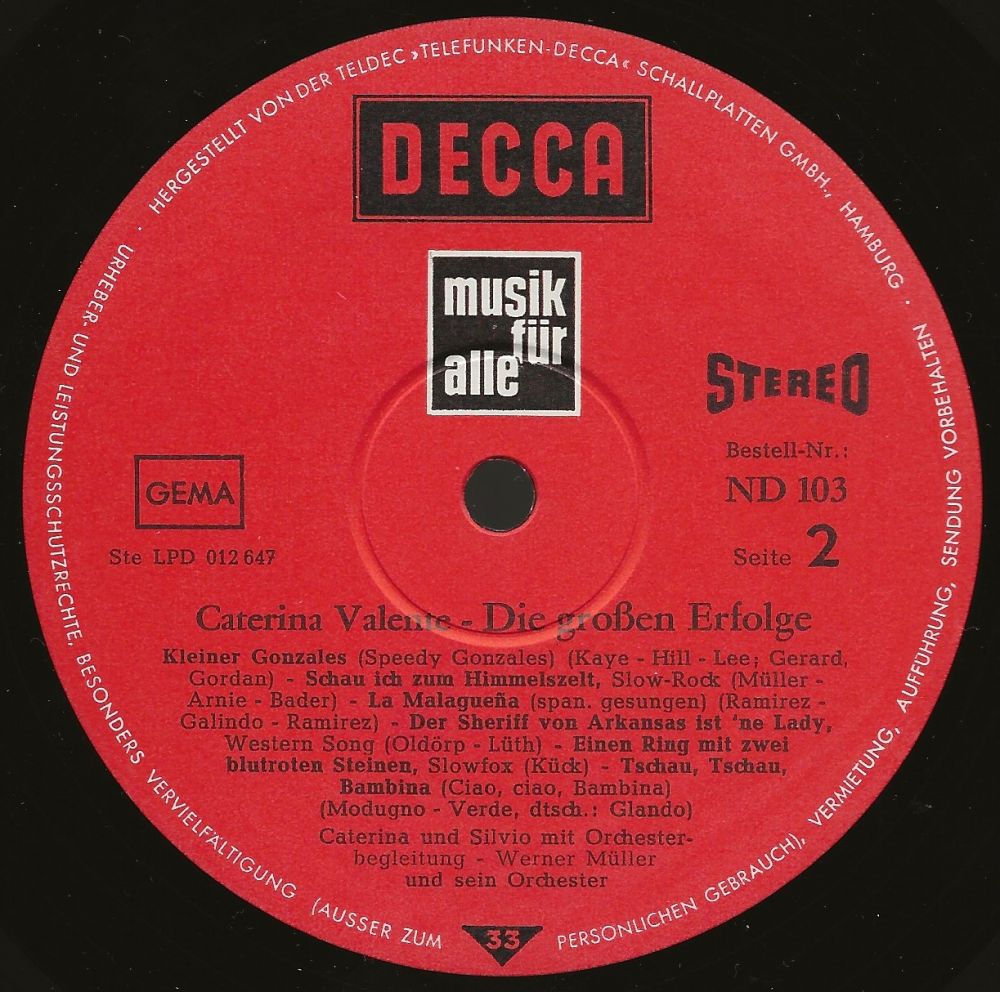 HERGESTELLT VON DER TELDEC »TELEFUNKEN-DECCA« SCHALLPLATTEN GMBH., HAMBURG ·
URHEBER- UND LEISTUNGSSCHUTZRECHTE, BESONDERS VERVIELFÄLTIGUNG (AUSSER ZUM PERSÖNLICHEN GEBRAUCH), VERMIETUNG, AUFFÜHRUNG, SENDUNG VORBEHALTEN ·
DECCA
musik
für
alle
STEREO
Bestell-Nr.:
ND 103
Seite 2
GEMA
Ste LPD 012 647
Caterina Valente - Die großen Erfolge
Kleiner Gonzales (Speedy Gonzales) (Kaye - Hill - Lee; Gerard,
Gordan) - Schau ich zum Himmelszelt, Slow-Rock (Müller -
Arnie - Bader) - La Malagueña (span. gesungen) (Ramirez -
Galindo - Ramirez) - Der Sheriff von Arkansas ist 'ne Lady,
Western Song (Oldörp - Lüth) - Einen Ring mit zwei
blutroten Steinen, Slowfox (Kück) - Tschau, Tschau,
Bambina (Ciao, ciao, Bambina)
(Modugno - Verde, dtsch.: Glando)
Caterina und Silvio mit Orchester-
begleitung - Werner Müller
und sein Orchester
33